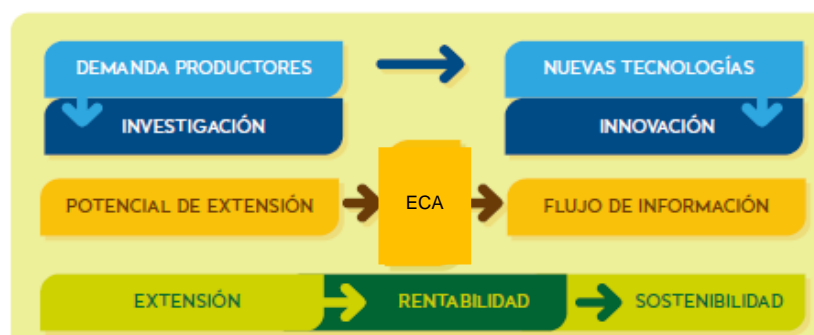 DEMANDA PRODUCTORES
NUEVAS TECNOLOGÍAS
INVESTIGACIÓN
INNOVACIÓN
POTENCIAL DE EXTENSIÓN
ECA
FLUJO DE INFORMACIÓN
EXTENSIÓN
RENTABILIDAD
SOSTENIBILIDAD